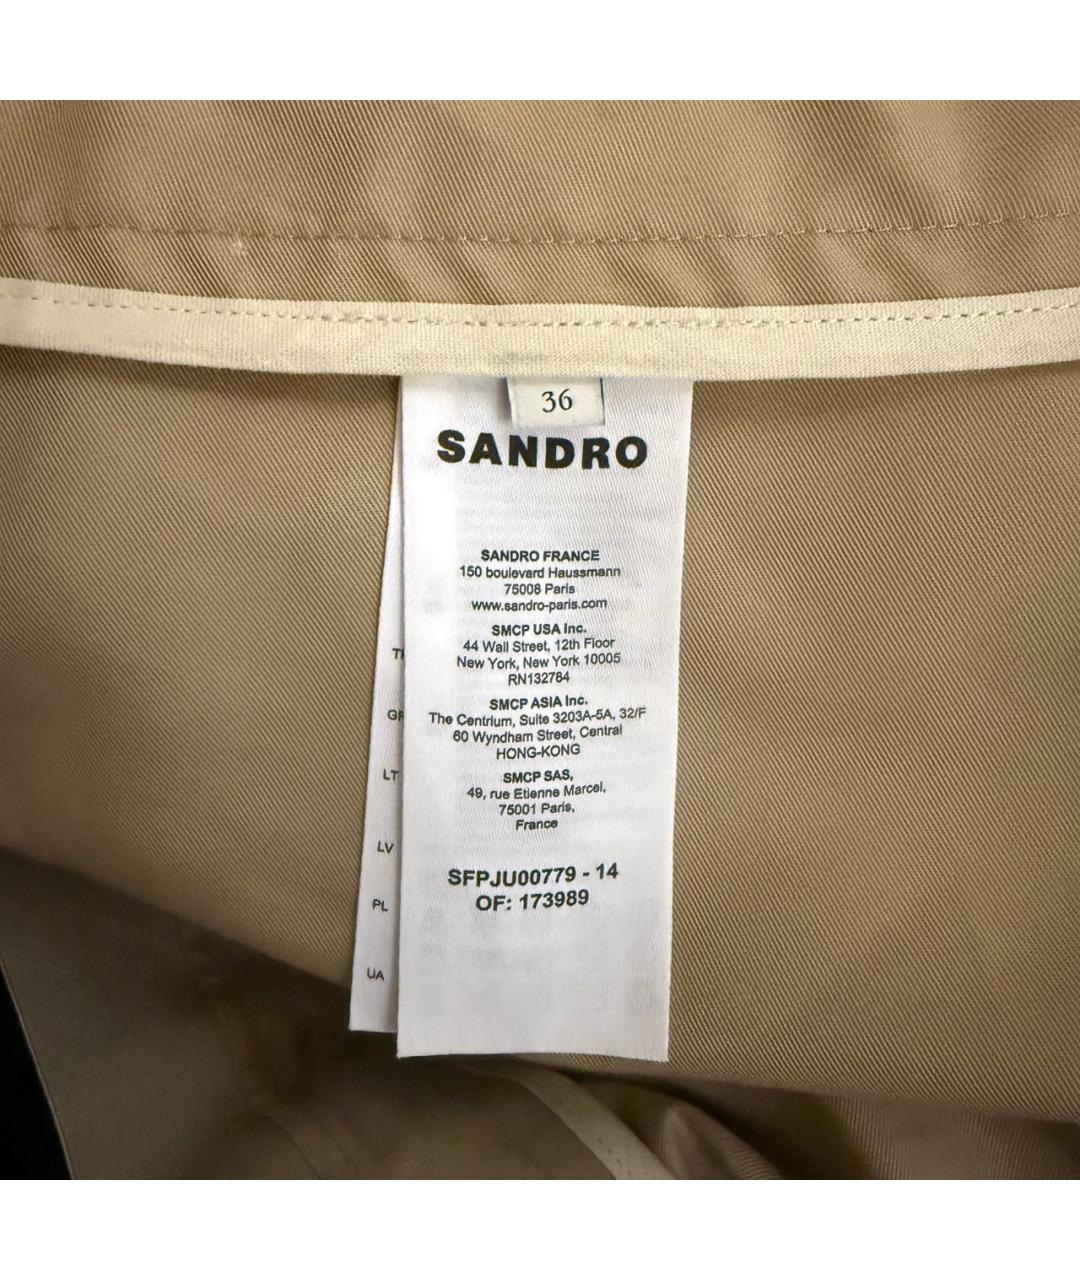 36
SANDRO
SANDRO FRANCE
150 boulevard Haussmann
75008 Paris
www.sandro-paris.com
SMCP USA Inc.
44 Wall Street, 12th Floor
New York, New York 10005
RN132784
SMCP ASIA Inc.
The Centrium, Suite 3203A-5A, 32/F
60 Wyndham Street, Central
HONG-KONG
SMCP SAS,
49, rue Etienne Marcel,
75001 Paris,
France
SFPJU00779 - 14
OF: 173989
LT
LV
PL
UA